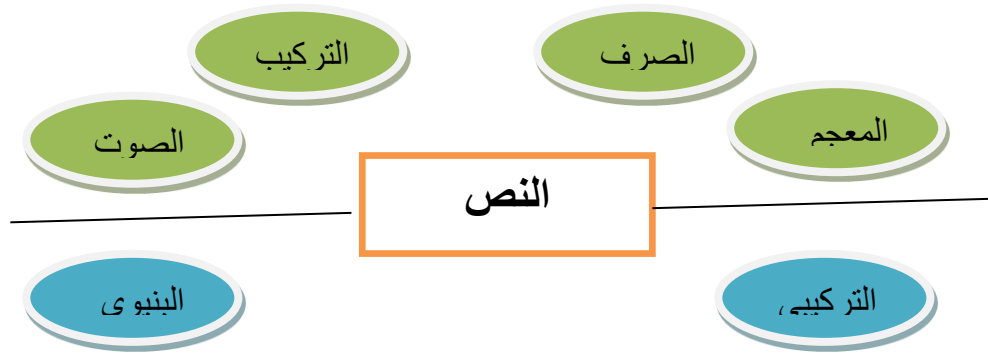 الصرف
التركيب
المعجم
الصوت
النص
التركيبي
البنيوي